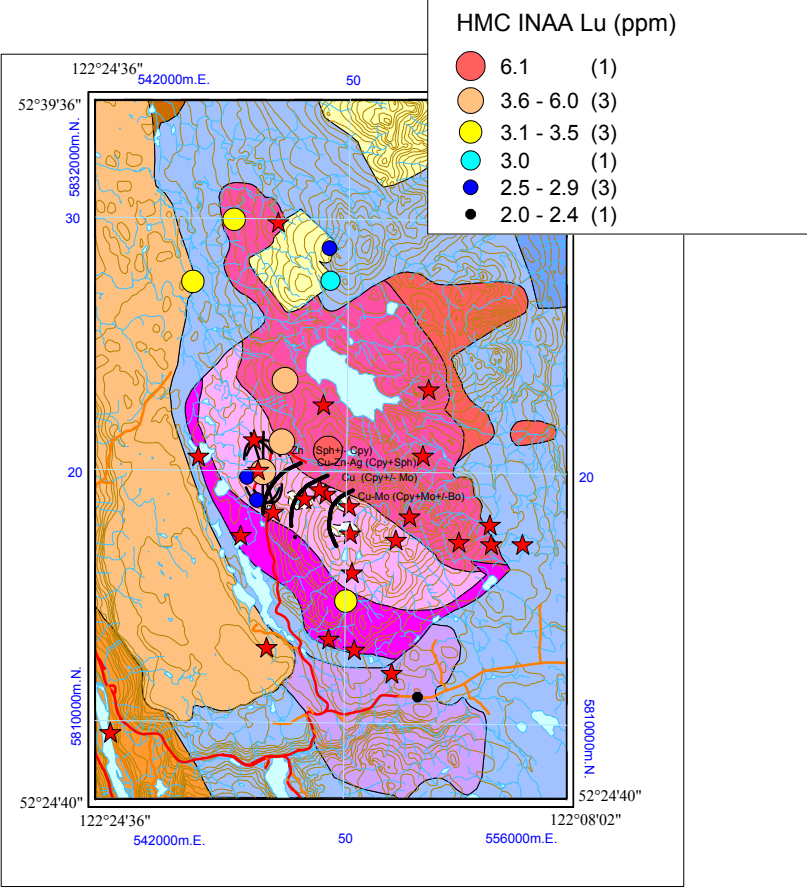 HMC INAA Lu (ppm)
6.1 (1)
3.6 - 6.0 (3)
3.1 - 3.5 (3)
3.0 (1)
2.5 - 2.9 (3)
2.0 - 2.4 (1)
122°24'36"
542000m.E. 50
52°39'36"
5832000m.N.
30
20
20
Zn (Sph+/- Cpy)
Cu-Zn-Ag (Cpy+Sph)
Cu (Cpy+/- Mo)
Cu-Mo (Cpy+Mo+/-Bo)
5810000m.N.
5810000m.N.
52°24'40"
52°24'40"
122°24'36"
122°08'02"
542000m.E. 50 556000m.E.